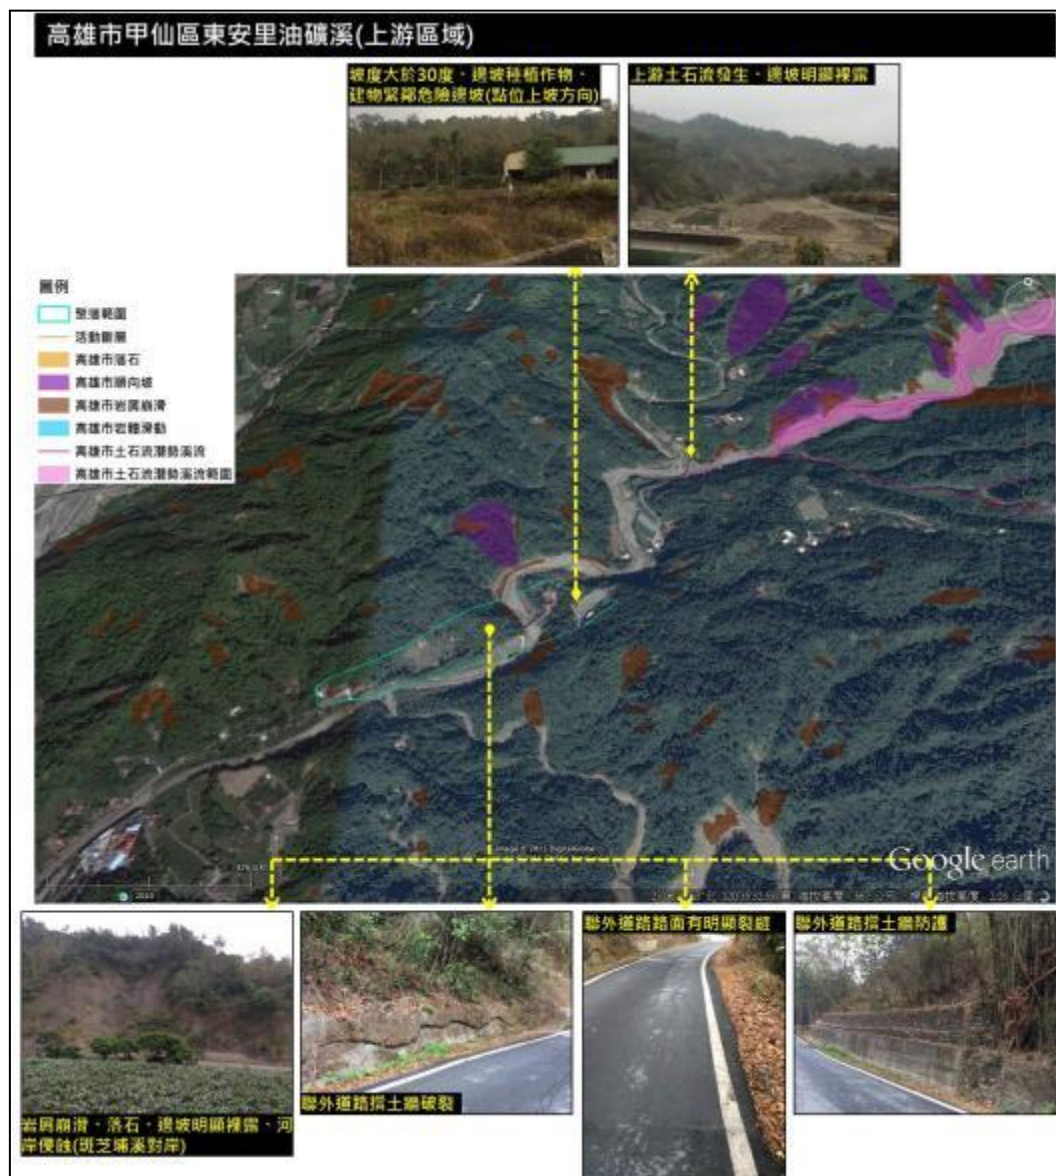 高雄市甲仙區東安里油礦溪(上游區域)
坡度大於30度、邊坡種植作物、
建物緊鄰危險邊坡(點位上坡方向)
上游土石流發生、邊坡明顯裸露
圖例
聚落範圍
活動斷層
高雄市落石
高雄市順向坡
高雄市岩屑崩滑
高雄市岩體滑動
高雄市土石流潛勢溪流
高雄市土石流潛勢溪流範圍
Google earth
2010
岩屑崩滑、落石、邊坡明顯裸露、河
岸侵蝕(斑芝埔溪對岸)
聯外道路擋土牆破裂
聯外道路路面有明顯裂縫
聯外道路擋土牆防護